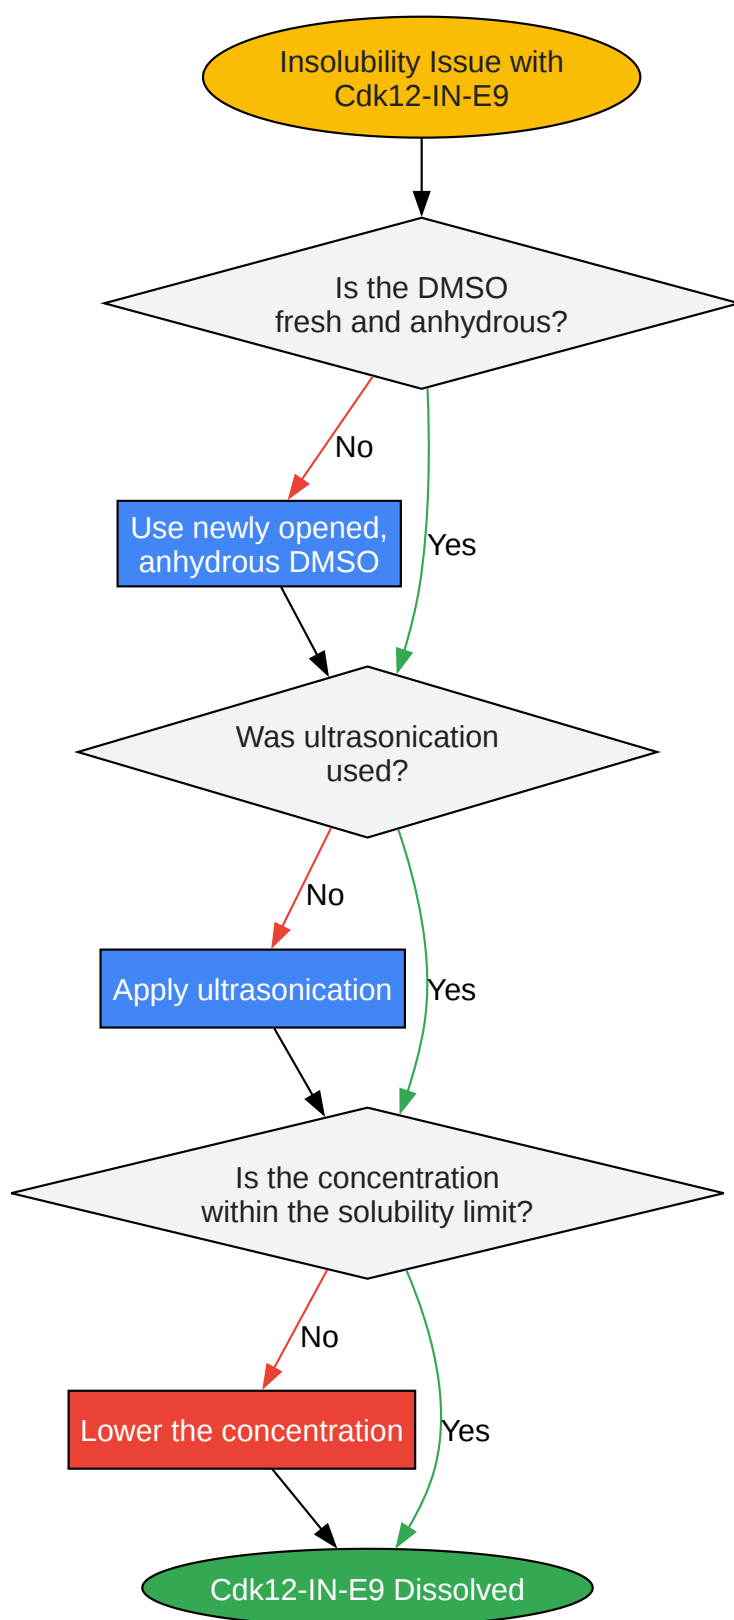 Insolubility Issue with
Cdk12-IN-E9
Is the DMSO
fresh and anhydrous?
No
Use newly opened,
anhydrous DMSO
Yes
Was ultrasonication
used?
No
Apply ultrasonication
Yes
Is the concentration
within the solubility limit?
No
Lower the concentration
Yes
Cdk12-IN-E9 Dissolved